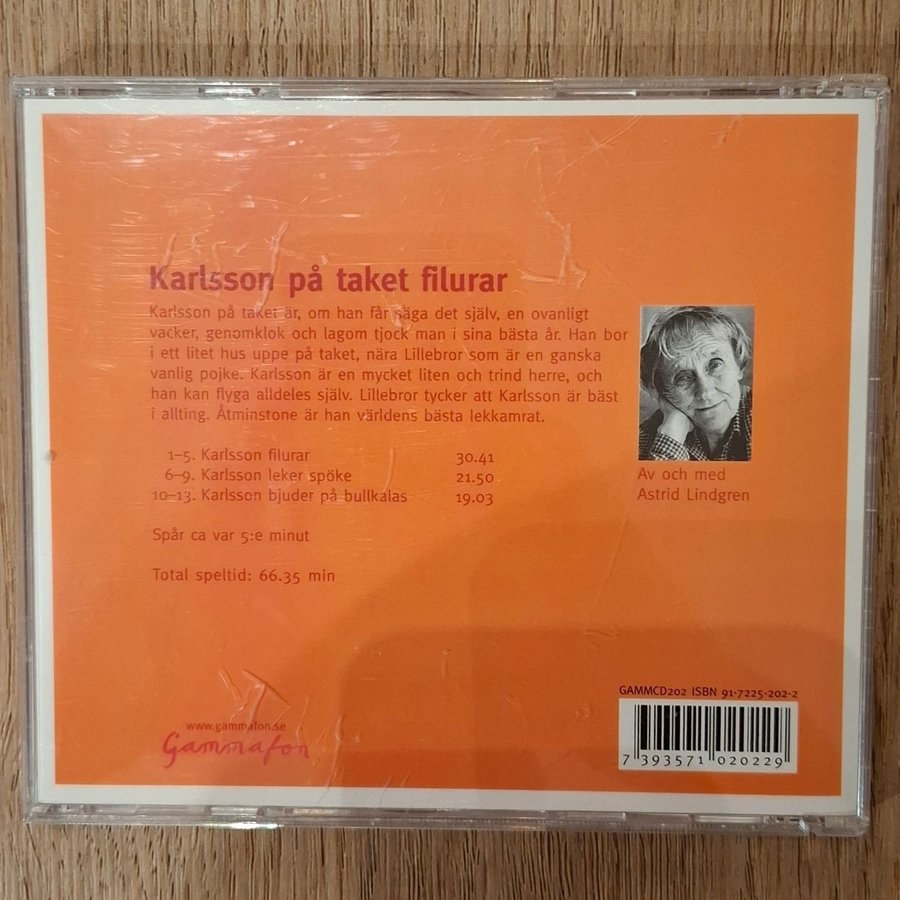 Karlsson på taket filurar
Karlsson på taket är, om han får säga det själv, en ovanligt
vacker, genomklok och lagom tjock man i sina bästa år. Han bor
i ett litet hus uppe på taket, nära Lillebror som är en ganska
vanlig pojke. Karlsson är en mycket liten och trind herre, och
han kan flyga alldeles själv. Lillebror tycker att Karlsson är bäst
i allting. Åtminstone är han världens bästa lekkamrat.
1–5. Karlsson filurar 30.41
6–9. Karlsson leker spöke 21.50
10–13. Karlsson bjuder på bullkalas 19.03
Spår ca var 5:e minut
Total speltid: 66.35 min
Av och med
Astrid Lindgren
www.gammafon.se
Gammafon
GAMMCD202 ISBN 91-7225-202-2
7 393571 020229